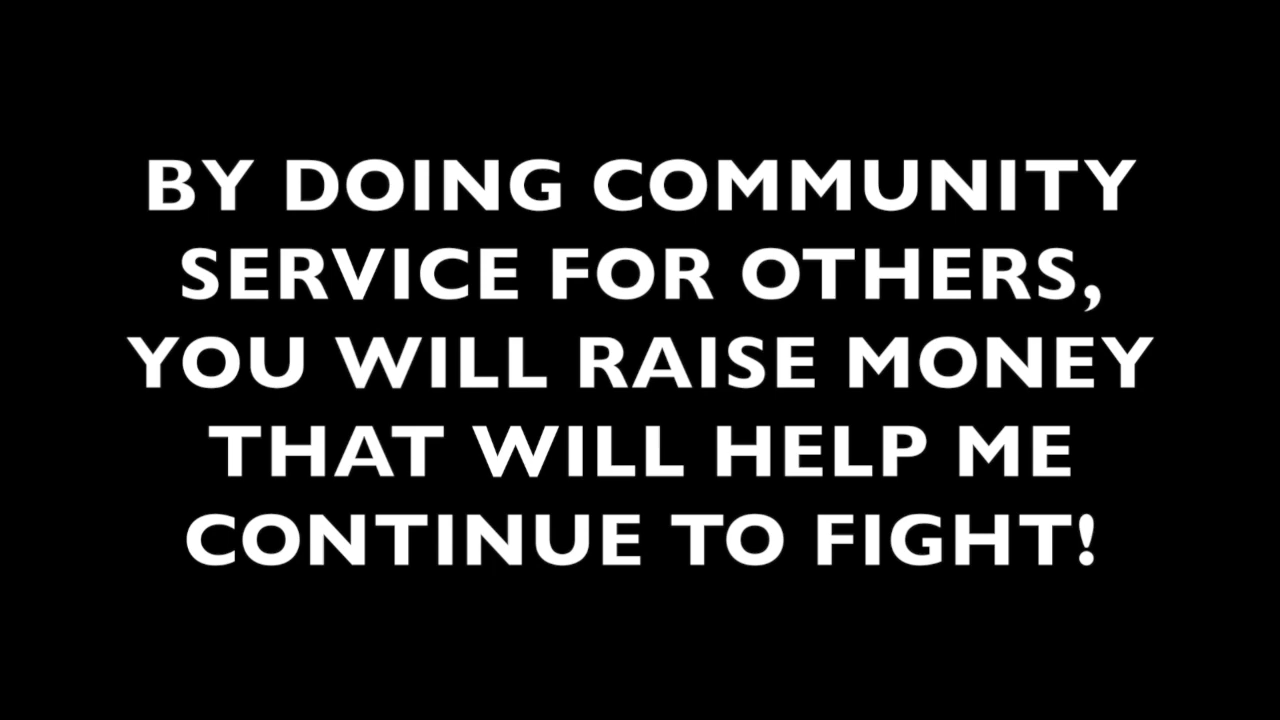 BY DOING COMMUNITY
SERVICE FOR OTHERS,
YOU WILL RAISE MONEY
THAT WILL HELP ME
CONTINUE TO FIGHT!